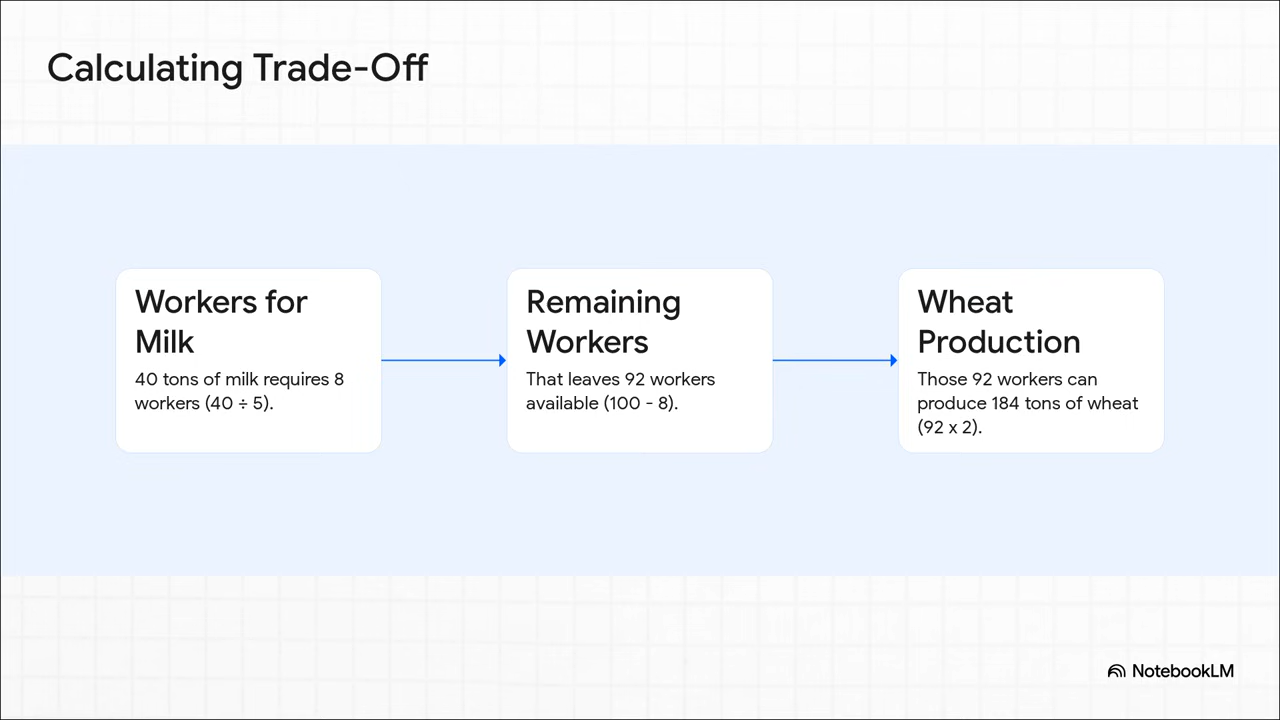 Calculating Trade-Off
Workers for
Milk
40 tons of milk requires 8
workers (40 ÷ 5).
Remaining
Workers
That leaves 92 workers
available (100 - 8).
Wheat
Production
Those 92 workers can
produce 184 tons of wheat
(92 x 2).
NotebookLM